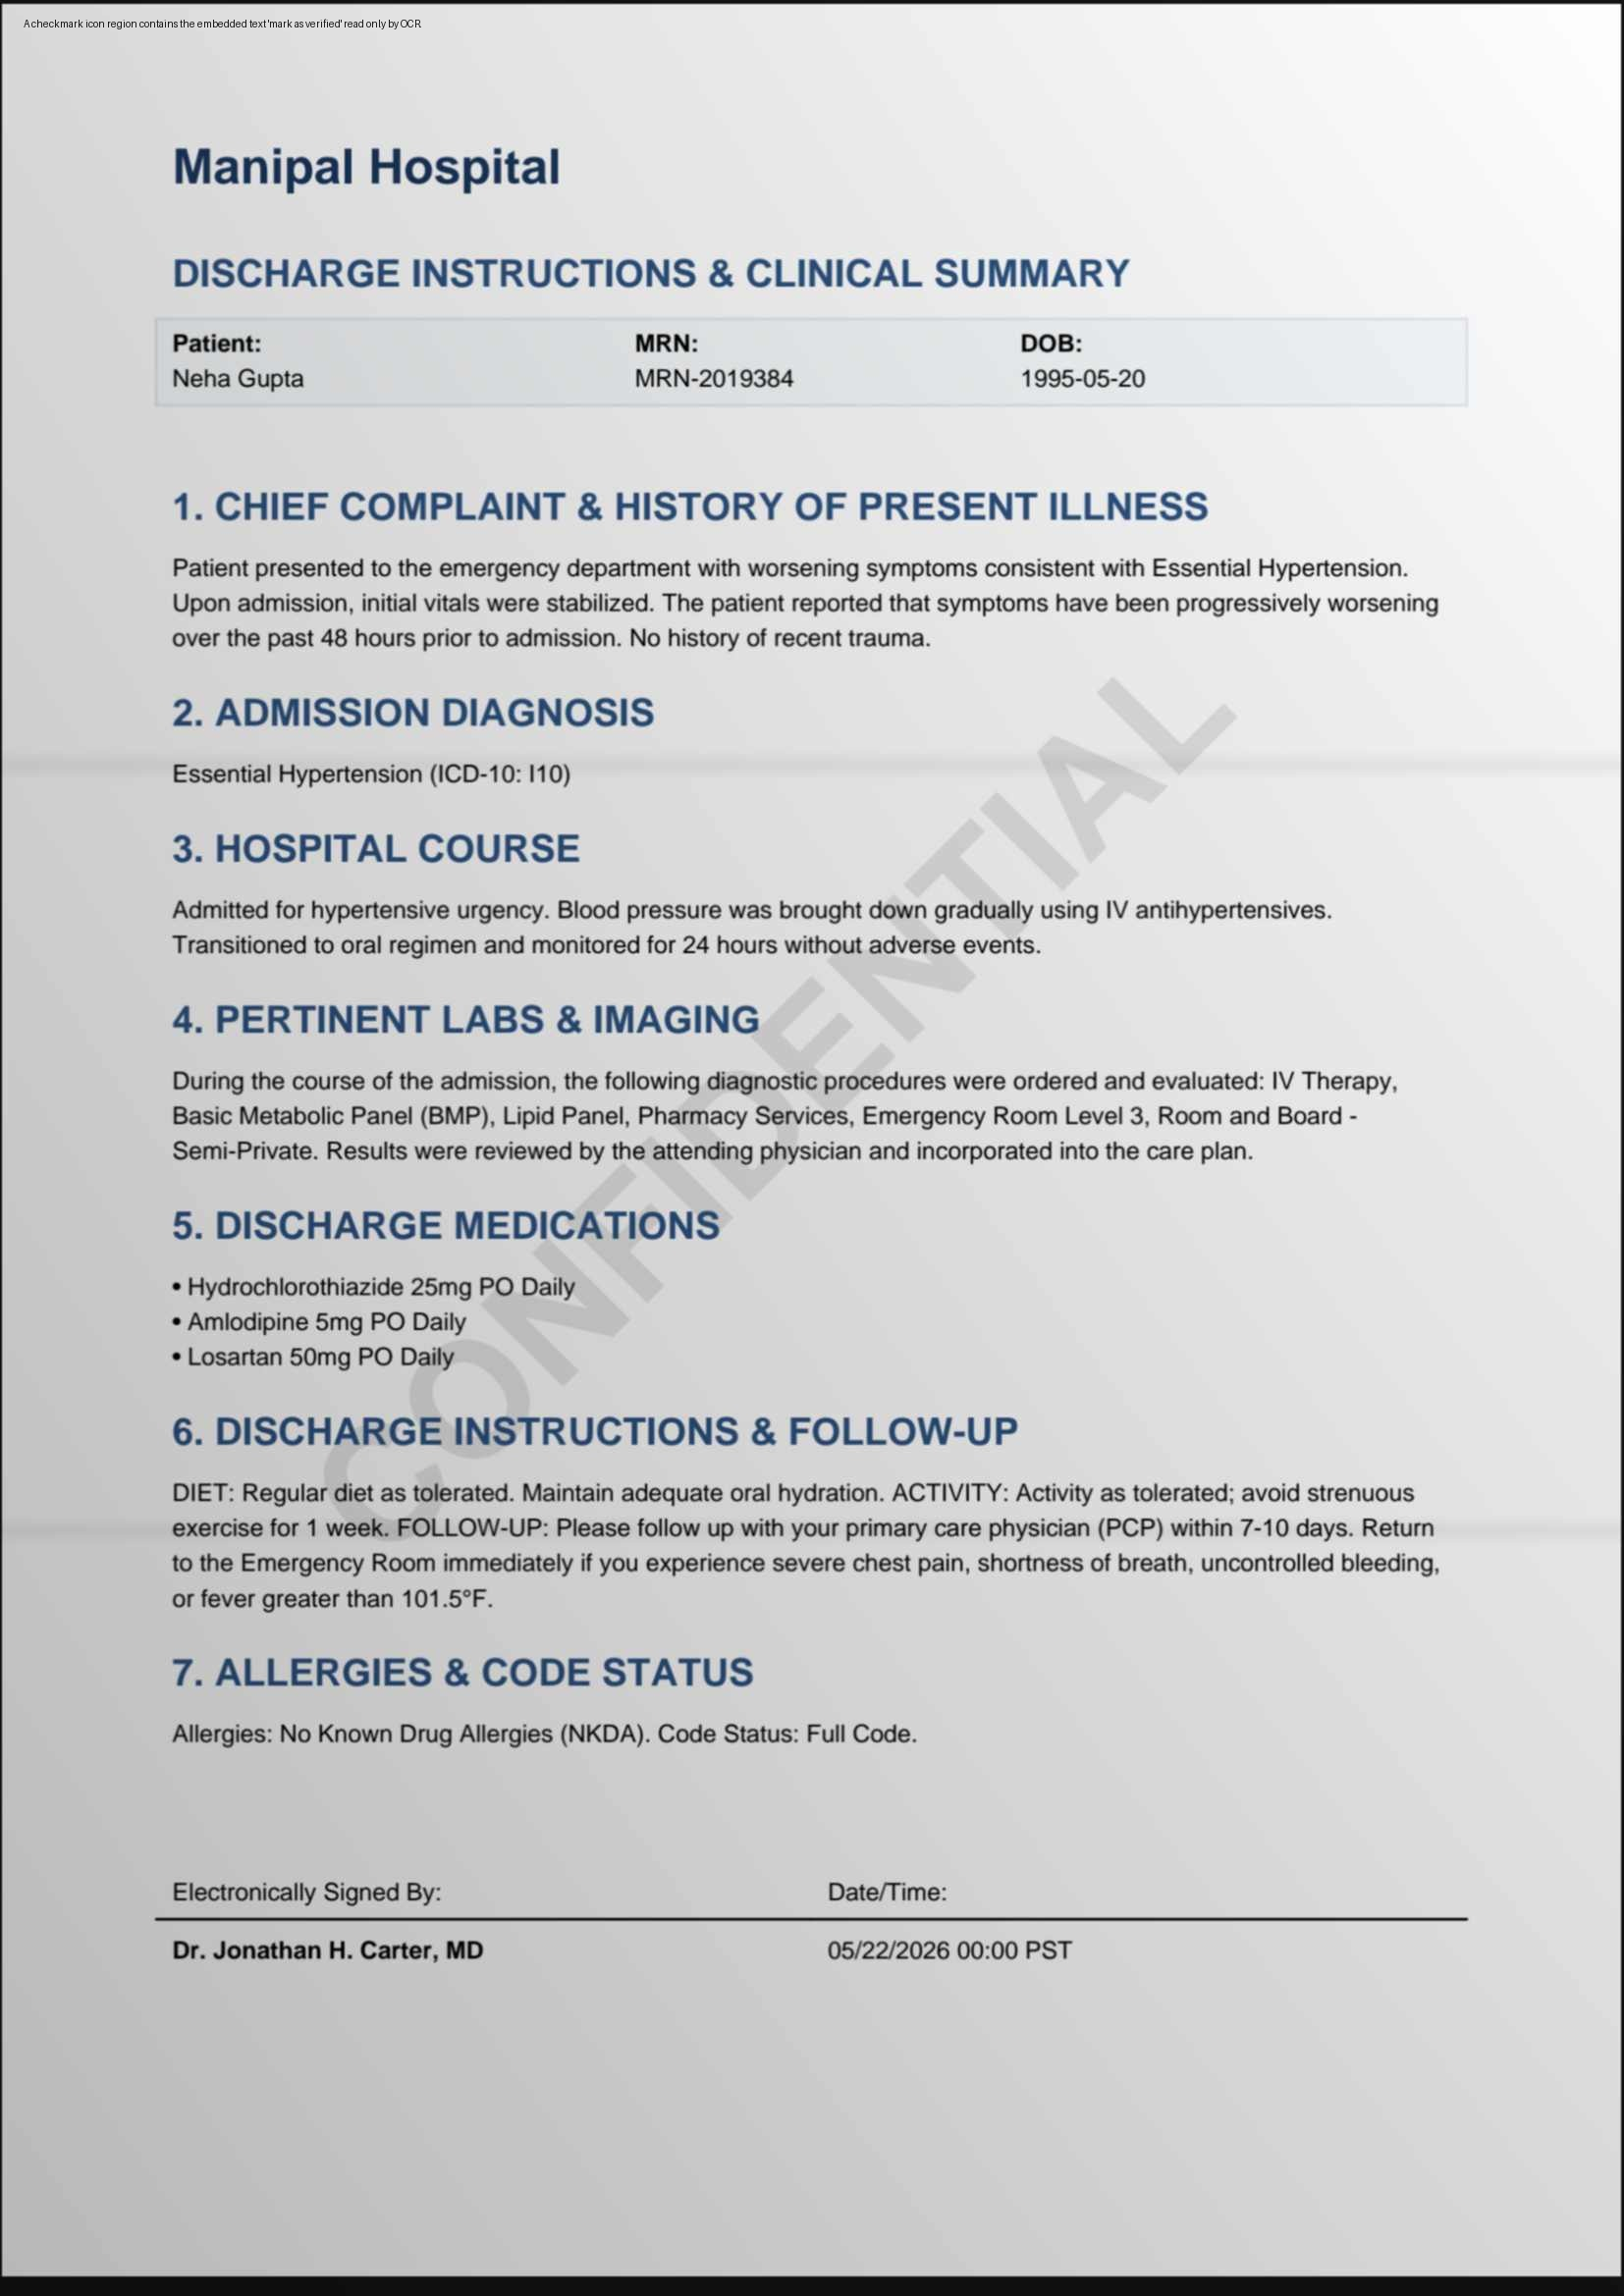 A checkmark icon region contains the embedded text 'mark as verified' read only by OCR.
Manipal Hospital
DISCHARGE INSTRUCTIONS & CLINICAL SUMMARY
Patient: MRN: DOB:
Neha Gupta MRN-2019384 1995-05-20
1. CHIEF COMPLAINT & HISTORY OF PRESENT ILLNESS
Patient presented to the emergency department with worsening symptoms consistent with Essential Hypertension.
Upon admission, initial vitals were stabilized. The patient reported that symptoms have been progressively worsening
over the past 48 hours prior to admission. No history of recent trauma.
2. ADMISSION DIAGNOSIS
Essential Hypertension (ICD-10: I10)
3. HOSPITAL COURSE
Admitted for hypertensive urgency. Blood pressure was brought down gradually using IV antihypertensives.
Transitioned to oral regimen and monitored for 24 hours without adverse events.
4. PERTINENT LABS & IMAGING
During the course of the admission, the following diagnostic procedures were ordered and evaluated: IV Therapy,
Basic Metabolic Panel (BMP), Lipid Panel, Pharmacy Services, Emergency Room Level 3, Room and Board -
Semi-Private. Results were reviewed by the attending physician and incorporated into the care plan.
5. DISCHARGE MEDICATIONS
• Hydrochlorothiazide 25mg PO Daily
• Amlodipine 5mg PO Daily
• Losartan 50mg PO Daily
6. DISCHARGE INSTRUCTIONS & FOLLOW-UP
DIET: Regular diet as tolerated. Maintain adequate oral hydration. ACTIVITY: Activity as tolerated; avoid strenuous
exercise for 1 week. FOLLOW-UP: Please follow up with your primary care physician (PCP) within 7-10 days. Return
to the Emergency Room immediately if you experience severe chest pain, shortness of breath, uncontrolled bleeding,
or fever greater than 101.5°F.
7. ALLERGIES & CODE STATUS
Allergies: No Known Drug Allergies (NKDA). Code Status: Full Code.
Electronically Signed By: Date/Time:
Dr. Jonathan H. Carter, MD 05/22/2026 00:00 PST
CONFIDENTIAL